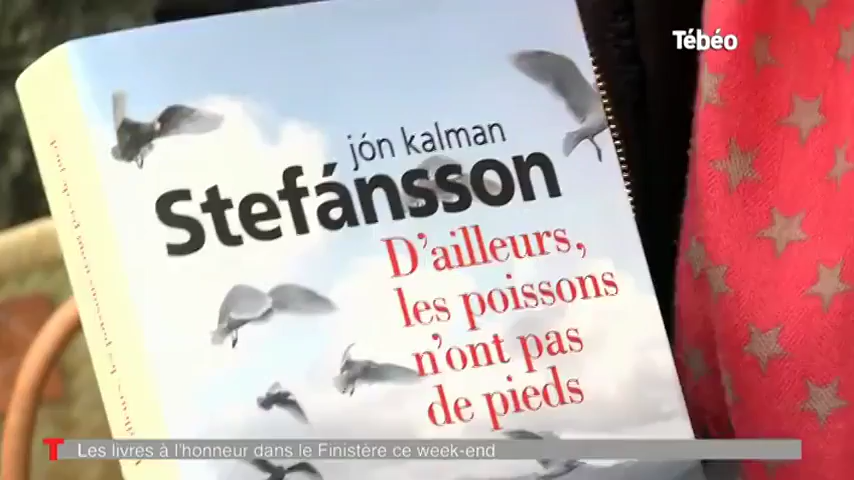 Tébéo
jón kalman
Stefánsson
D'ailleurs,
les poissons
n'ont pas
de pieds
T Les livres à l'honneur dans le Finistère ce week-end